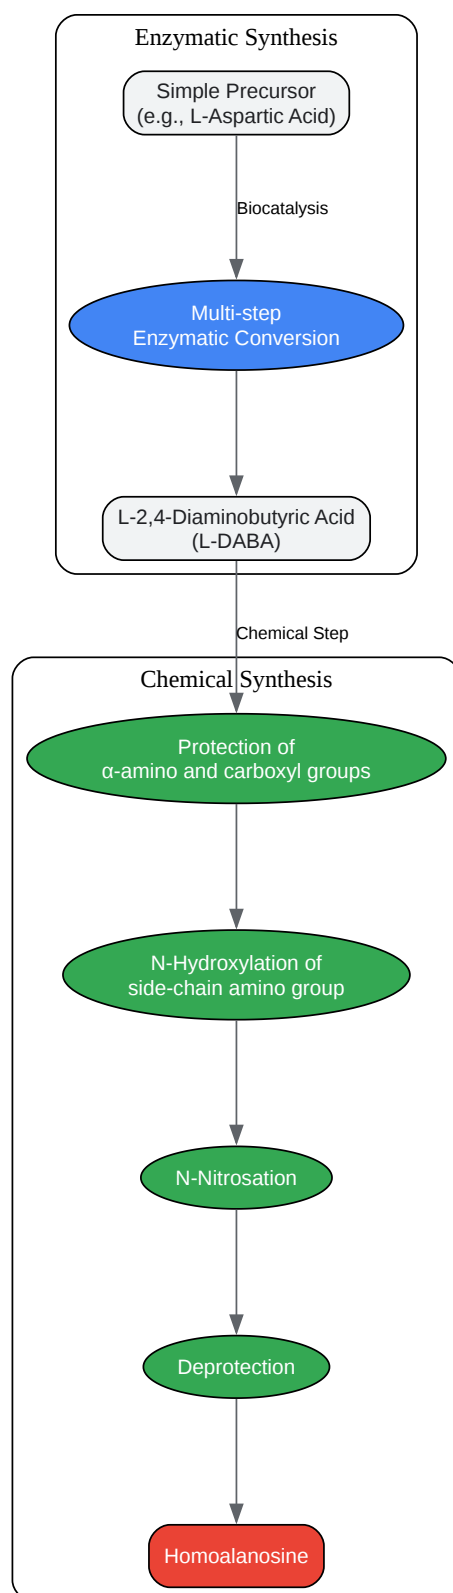 Enzymatic Synthesis
Simple Precursor
(e.g., L-Aspartic Acid)
Biocatalysis
Multi-step
Enzymatic Conversion
L-2,4-Diaminobutyric Acid
(L-DABA)
Chemical Step
Chemical Synthesis
Protection of
α-amino and carboxyl groups
N-Hydroxylation of
side-chain amino group
N-Nitrosation
Deprotection
Homoalanosine